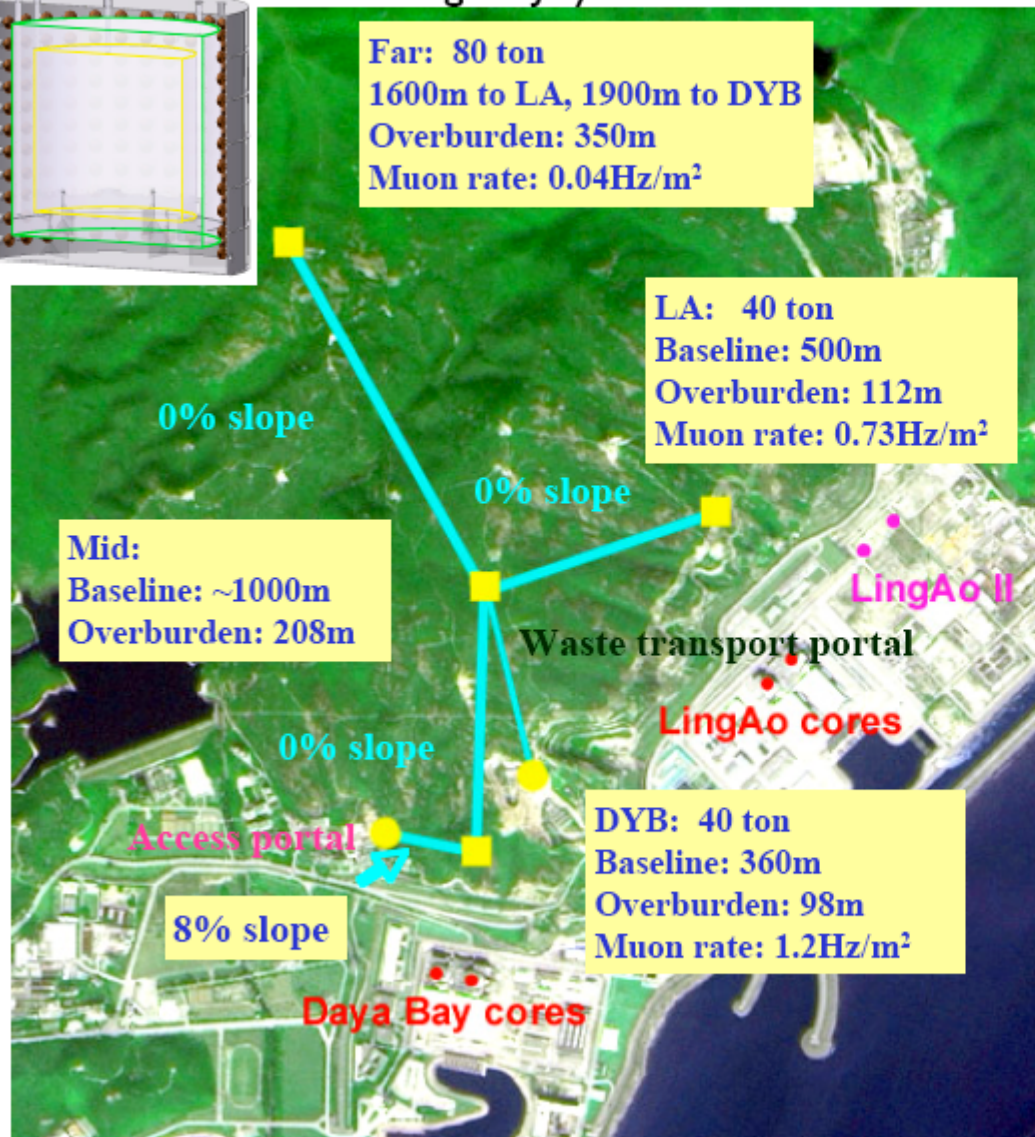 Far: 80 ton
1600m to LA, 1900m to DYB
Overburden: 350m
Muon rate: 0.04Hz/m²
LA: 40 ton
Baseline: 500m
Overburden: 112m
Muon rate: 0.73Hz/m²
0% slope
0% slope
Mid:
Baseline: ~1000m
Overburden: 208m
LingAo II
Waste transport portal
LingAo cores
0% slope
DYB: 40 ton
Baseline: 360m
Overburden: 98m
Muon rate: 1.2Hz/m²
Access portal
8% slope
Daya Bay cores